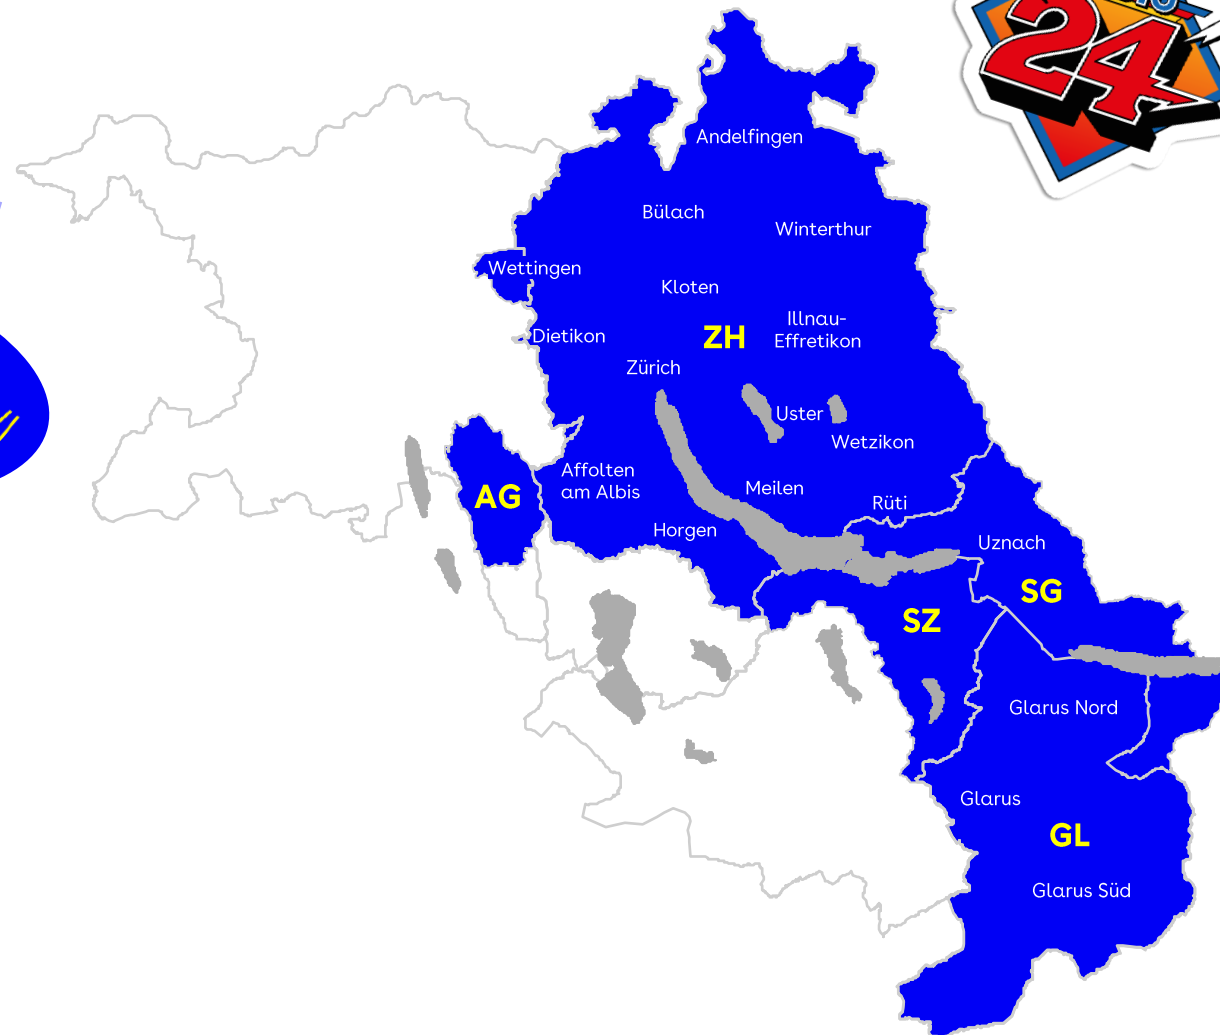 24
Andelfingen
Bülach
Winterthur
Wettingen
Kloten
Illnau-
Effretikon
Dietikon
ZH
Zürich
Uster
Wetzikon
Affolten
am Albis
AG
Meilen
Rüti
Horgen
Uznach
SG
SZ
Glarus Nord
Glarus
GL
Glarus Süd